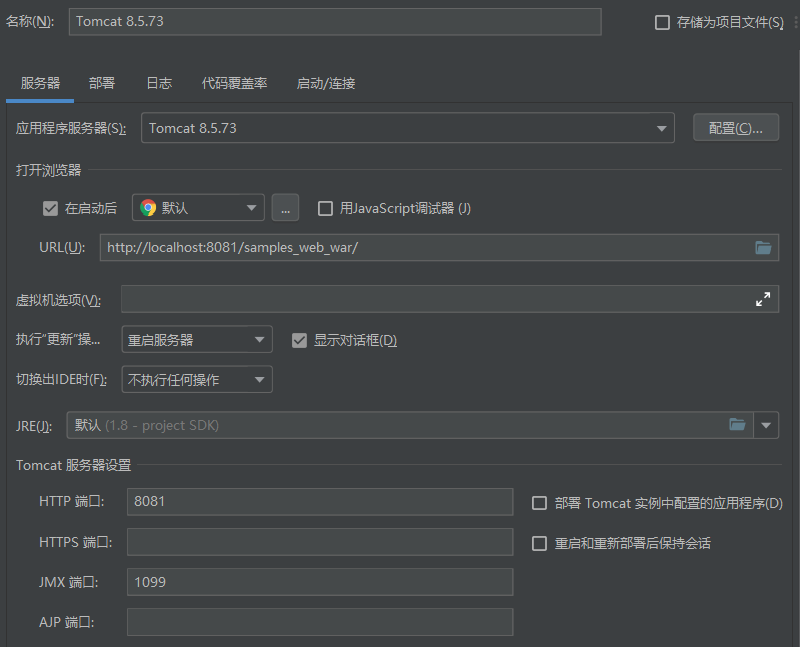 名称(N): Tomcat 8.5.73 存储为项目文件(S)
服务器 部署 日志 代码覆盖率 启动/连接
应用程序服务器(S): Tomcat 8.5.73 配置(C)...
打开浏览器
在启动后 默认 ... 用JavaScript调试器 (J)
URL(U): http://localhost:8081/samples_web_war/
虚拟机选项(V):
执行"更新"操... 重启服务器 显示对话框(D)
切换出IDE时(F): 不执行任何操作
JRE(J): 默认 (1.8 - project SDK)
Tomcat 服务器设置
HTTP 端口: 8081 部署 Tomcat 实例中配置的应用程序(D)
HTTPS 端口: 重启和重新部署后保持会话
JMX 端口: 1099
AJP 端口: